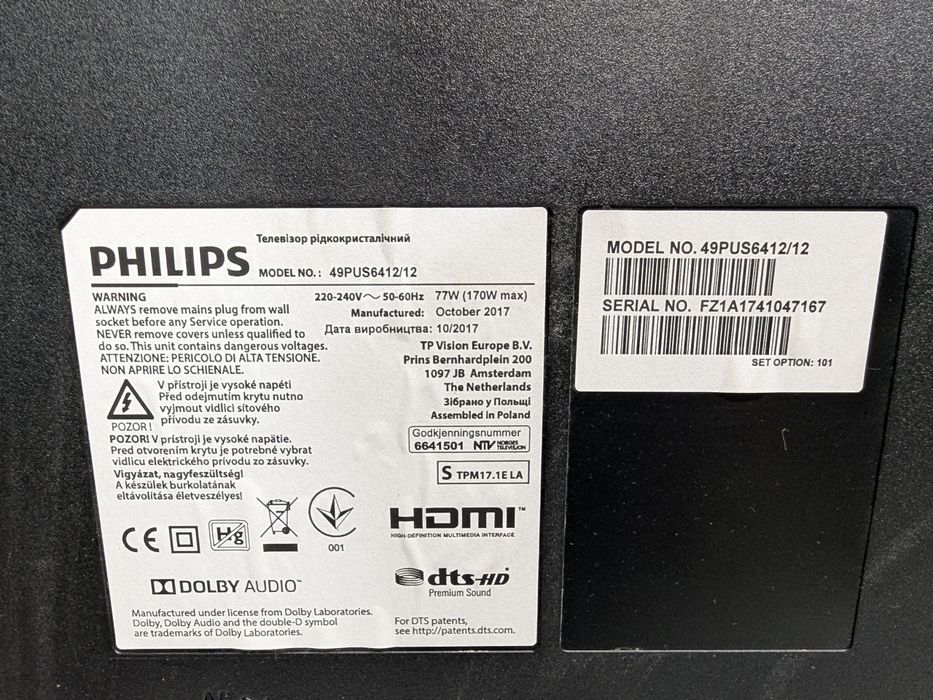 Телевізор рідкокристалічний
PHILIPS MODEL NO.: 49PUS6412/12
WARNING
ALWAYS remove mains plug from wall
socket before any Service operation.
NEVER remove covers unless qualified to
do so. This unit contains dangerous voltages.
ATTENZIONE: PERICOLO DI ALTA TENSIONE.
NON APRIRE LO SCHIENALE.
V přístroji je vysoké napětí
Před odejmutím krytu nutno
vyjmout vidlici síťového
přívodu ze zásuvky.
POZOR!
POZOR! V prístroji je vysoké napätie.
Pred otvorením krytu je potrebné vybrat
vidlicu elektrického prívodu zo zásuvky.
Vigyázat, nagyfeszültség!
A készülek burkolatának
eltávolítása életveszélyes!
220-240V～ 50-60Hz 77W (170W max)
Manufactured: October 2017
Дата виробництва: 10/2017
TP Vision Europe B.V.
Prins Bernhardplein 200
1097 JB Amsterdam
The Netherlands
Зібрано у Польщі
Assembled in Poland
Godkjenningsnummer
6641501 NTV NORGES TELEVISJON
S TPM17.1E LA
CE
Hg
001
HDMI™
HIGH-DEFINITION MULTIMEDIA INTERFACE
DOLBY AUDIO™
dts-HD
Premium Sound
Manufactured under license from Dolby Laboratories.
Dolby, Dolby Audio and the double-D symbol
are trademarks of Dolby Laboratories.
For DTS patents,
see http://patents.dts.com.
MODEL NO. 49PUS6412/12
SERIAL NO. FZ1A1741047167
SET OPTION: 101